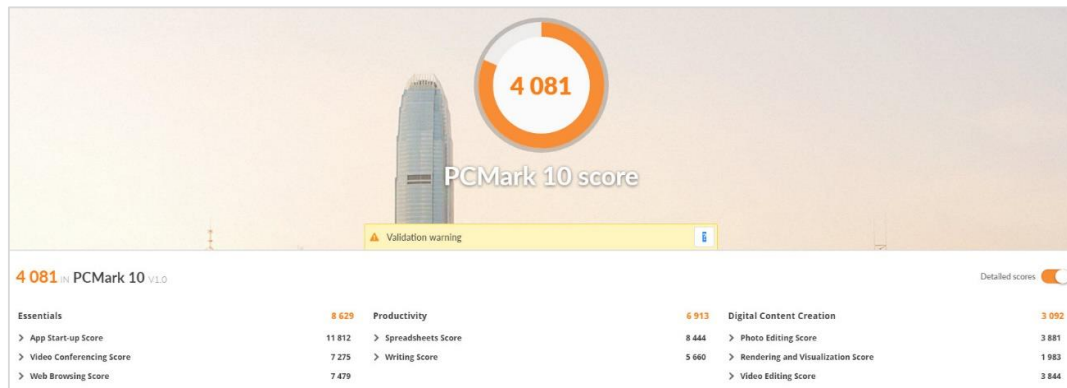 4 081
PCMark 10 score
Validation warning
4 081 IN PCMark 10 V1.0
Detailed scores
Essentials 8 629
App Start-up Score 11 812
Video Conferencing Score 7 275
Web Browsing Score 7 479
Productivity 6 913
Spreadsheets Score 8 444
Writing Score 5 660
Digital Content Creation 3 092
Photo Editing Score 3 881
Rendering and Visualization Score 1 983
Video Editing Score 3 844